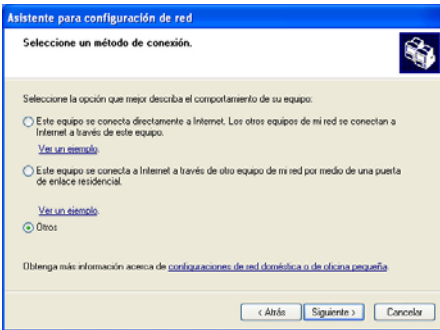 Asistente para configuración de red
Seleccione un método de conexión.
Seleccione la opción que mejor describa el comportamiento de su equipo:
Este equipo se conecta directamente a Internet. Los otros equipos de mi red se conectan a
Internet a través de este equipo.
Ver un ejemplo.
Este equipo se conecta a Internet a través de otro equipo de mi red por medio de una puerta
de enlace residencial.
Ver un ejemplo.
Otros
Obtenga más información acerca de configuraciones de red doméstica o de oficina pequeña.
< Atrás Siguiente > Cancelar